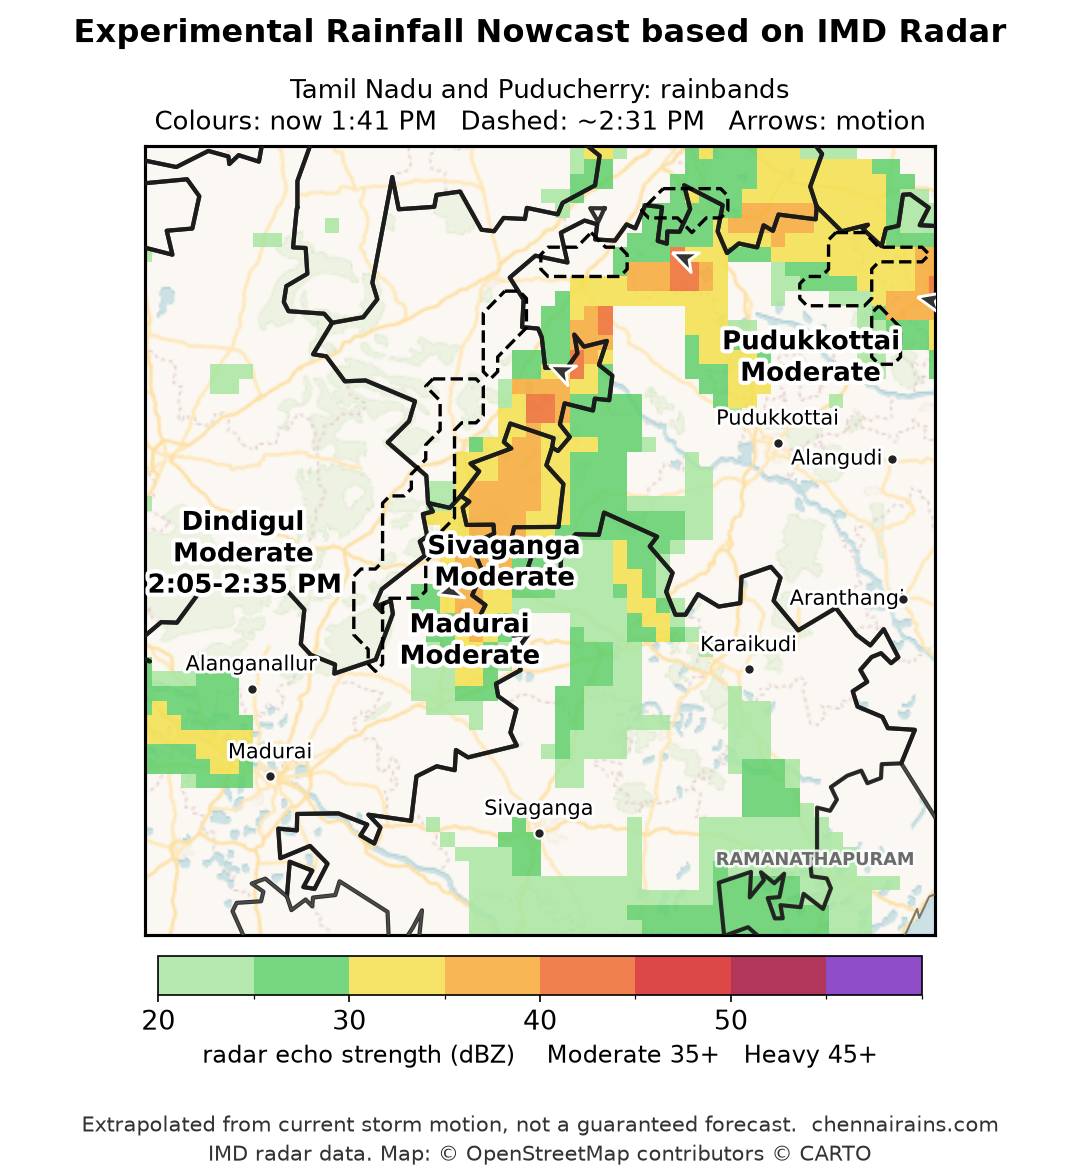 Experimental Rainfall Nowcast based on IMD Radar
Tamil Nadu and Puducherry: rainbands
Colours: now 1:41 PM   Dashed: ~2:31 PM   Arrows: motion
Pudukkottai
Moderate
Pudukkottai
Alangudi
Dindigul
Moderate
2:05-2:35 PM
Sivaganga
Moderate
Aranthangi
Madurai
Moderate
Karaikudi
Alanganallur
Madurai
Sivaganga
RAMANATHAPURAM
20 30 40 50
radar echo strength (dBZ)   Moderate 35+   Heavy 45+
Extrapolated from current storm motion, not a guaranteed forecast.  chennairains.com
IMD radar data. Map: © OpenStreetMap contributors © CARTO